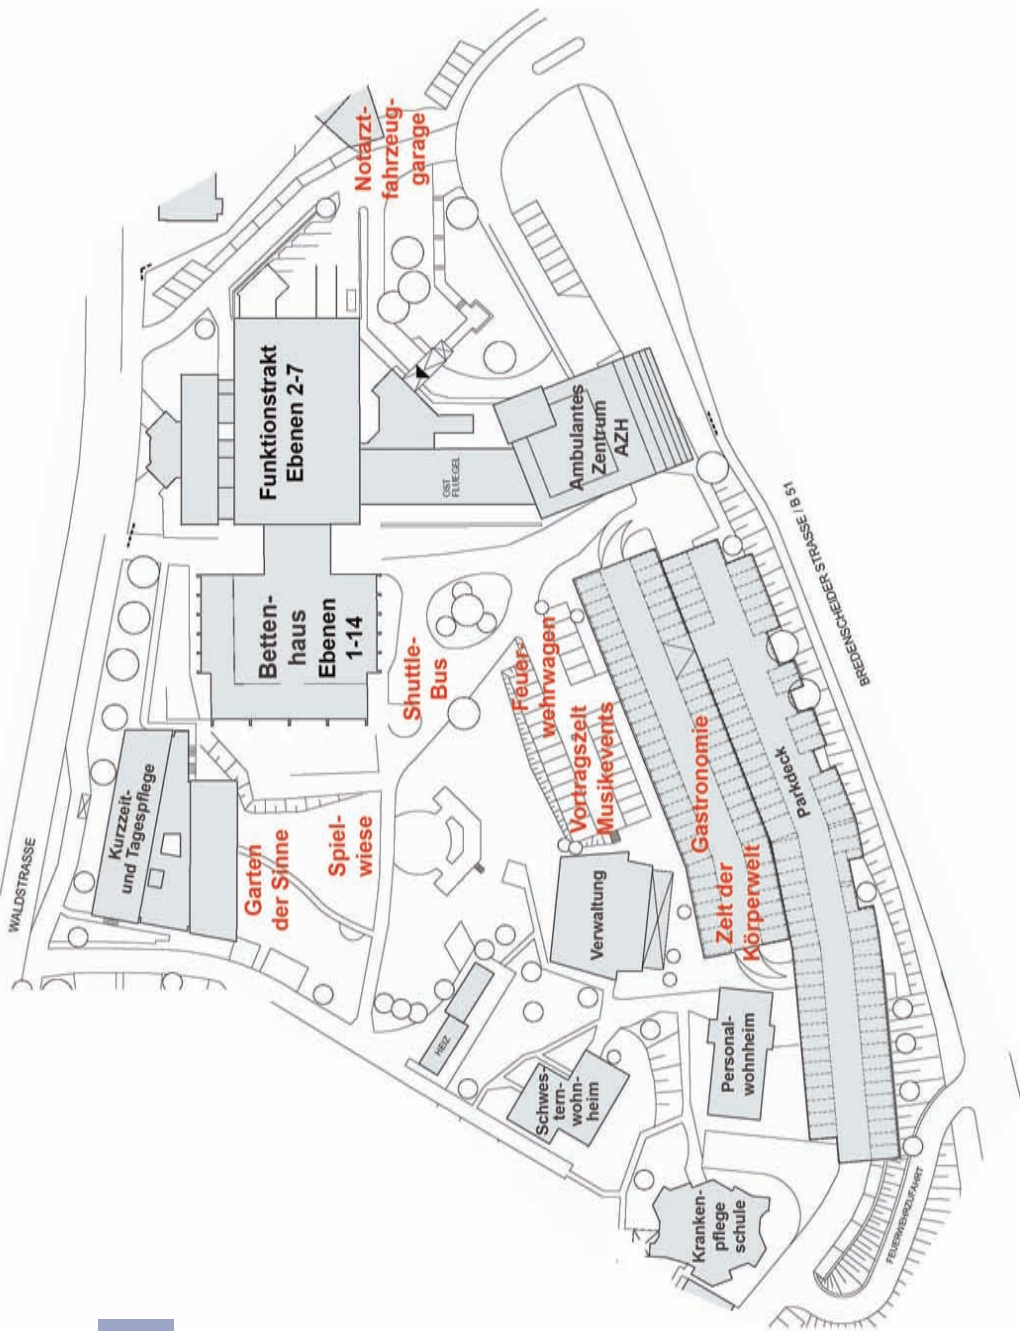 WALDSTRASSE
Kurzzeit-
und Tagespflege
Garten
der Sinne
Spiel-
wiese
Betten-
haus
Ebenen
1-14
Funktionstrakt
Ebenen 2-7
Notarzt-
fahrzeug-
garage
OST
FLUEGEL
Ambulantes
Zentrum
AZH
Shuttle-
Bus
Feuer-
wehrwagen
Vortragszelt
Musikevents
Gastronomie
Zelt der
Körperwelt
Parkdeck
Verwaltung
HEIZ
Schwes-
tern-
wohn-
heim
Personal-
wohnheim
Kranken-
pflege
schule
FEUERWEHRZUFAHRT
BREDENSCHEIDER STRASSE / B 51